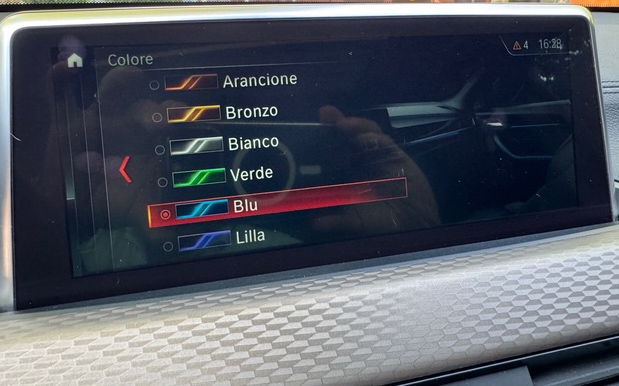 Colore
4 16:28
Arancione
Bronzo
Bianco
Verde
Blu
Lilla